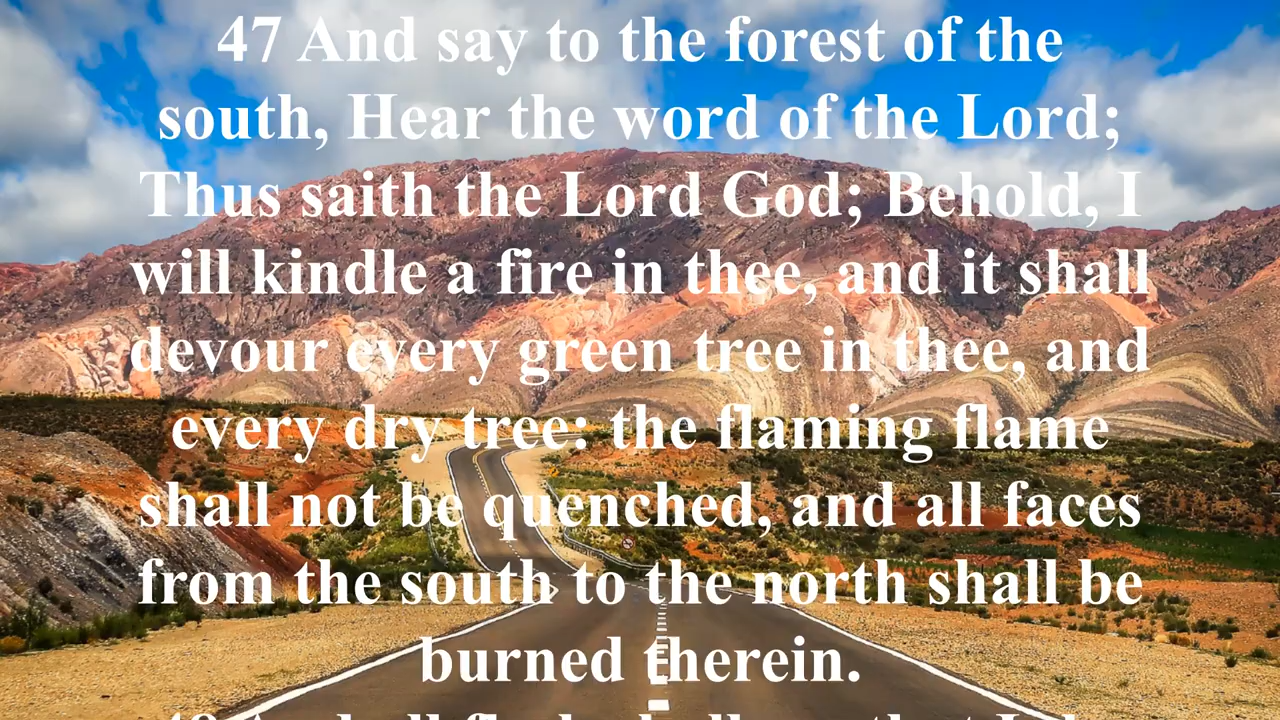 47 And say to the forest of the
south, Hear the word of the Lord;
Thus saith the Lord God; Behold, I
will kindle a fire in thee, and it shall
devour every green tree in thee, and
every dry tree: the flaming flame
shall not be quenched, and all faces
from the south to the north shall be
burned therein.